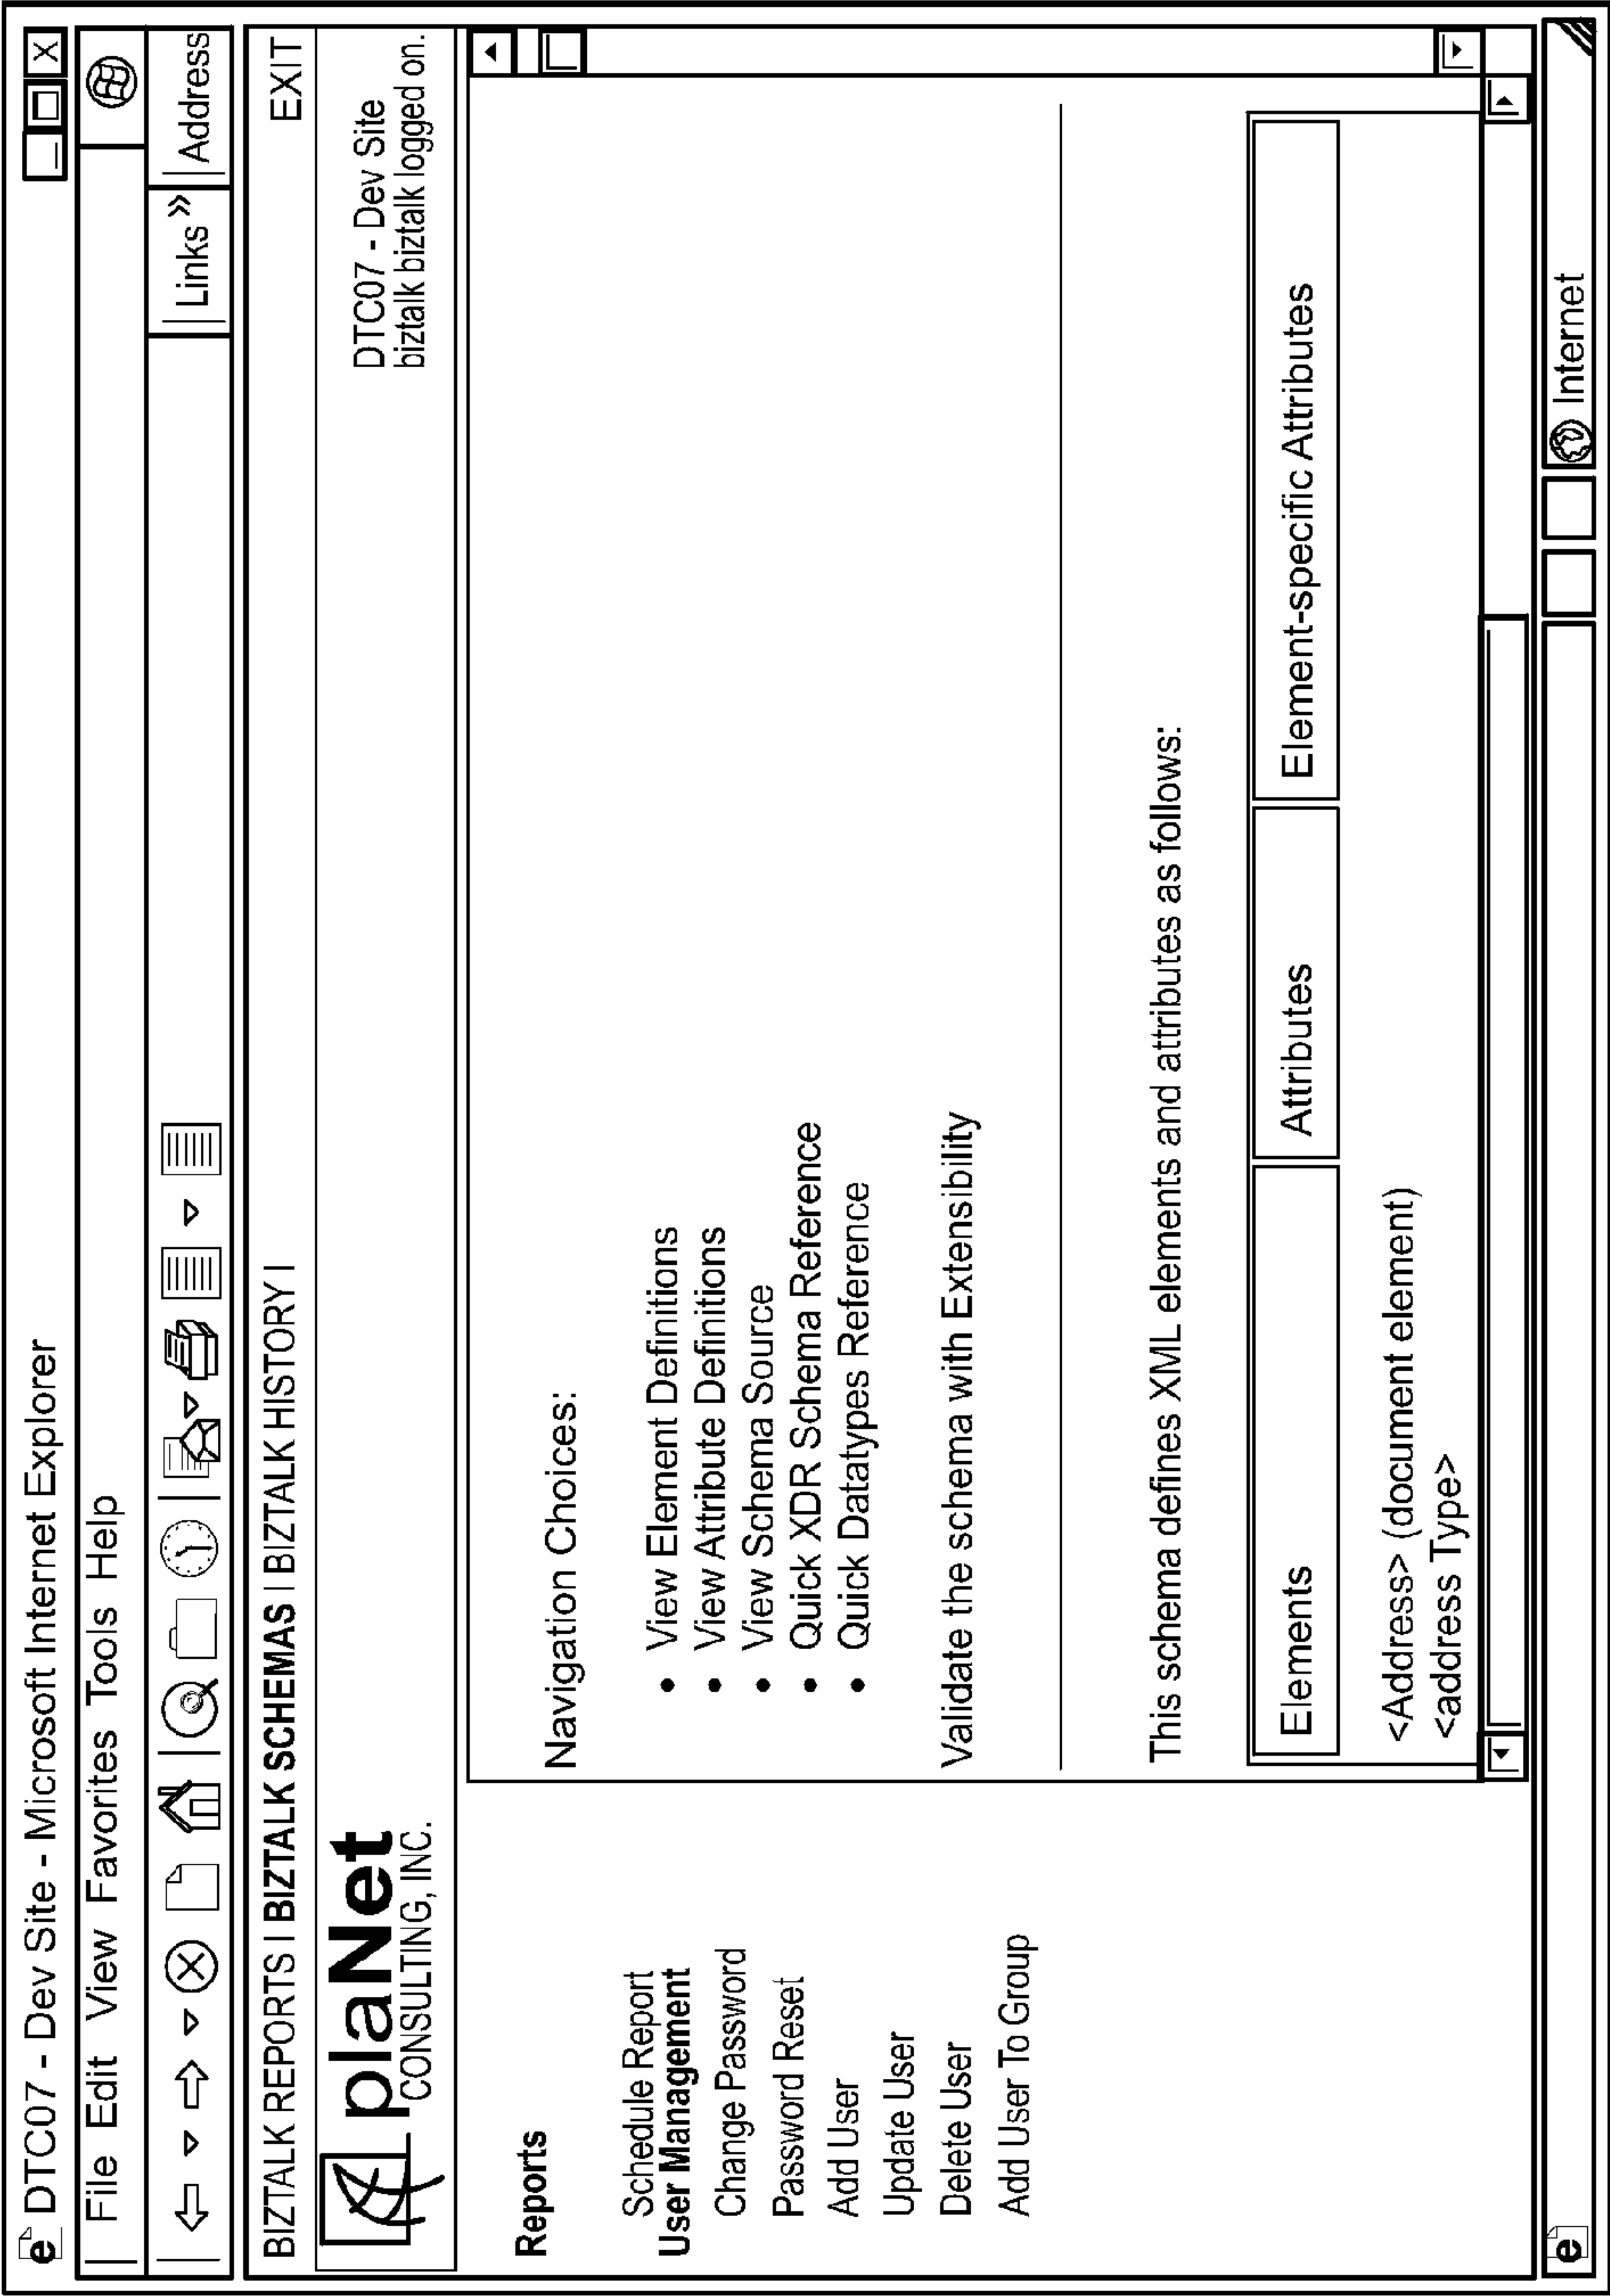 e DTC07 - Dev Site - Microsoft Internet Explorer
X
File Edit View Favorites Tools Help
Links » Address
BIZTALK REPORTS | BIZTALK SCHEMAS | BIZTALK HISTORY | EXIT
plaNet
CONSULTING, INC.
DTC07 - Dev Site
biztalk biztalk logged on.
Reports
Schedule Report
User Management
Change Password
Password Reset
Add User
Update User
Delete User
Add User To Group
Navigation Choices:
• View Element Definitions
• View Attribute Definitions
• View Schema Source
• Quick XDR Schema Reference
• Quick Datatypes Reference
Validate the schema with Extensibility
This schema defines XML elements and attributes as follows:
Elements Attributes Element-specific Attributes
<Address> (document element)
<address Type>
e Internet